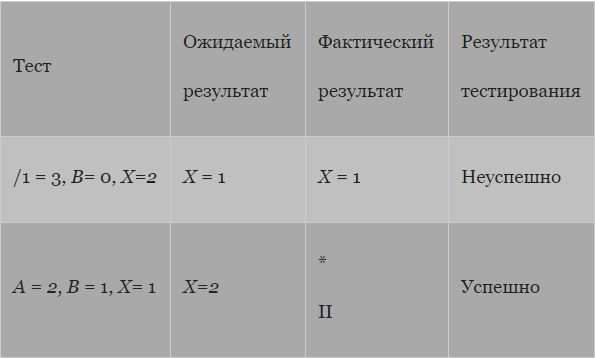 Тест
Ожидаемый
результат
Фактический
результат
Результат
тестирования
/1 = 3, B= 0, X=2
X = 1
X = 1
Неуспешно
A = 2, B = 1, X= 1
X=2
*
II
Успешно